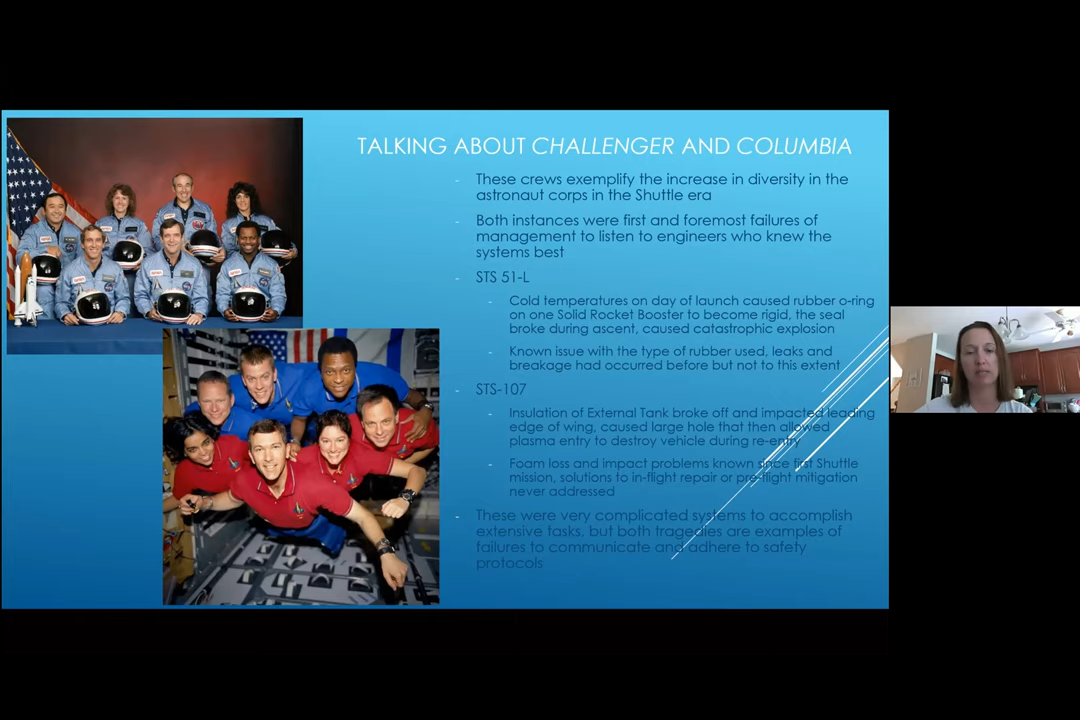 TALKING ABOUT CHALLENGER AND COLUMBIA
- These crews exemplify the increase in diversity in the
astronaut corps in the Shuttle era
- Both instances were first and foremost failures of
management to listen to engineers who knew the
systems best
- STS 51-L
- Cold temperatures on day of launch caused rubber o-ring
on one Solid Rocket Booster to become rigid, the seal
broke during ascent, caused catastrophic explosion
- Known issue with the type of rubber used, leaks and
breakage had occurred before but not to this extent
- STS-107
- Insulation of External Tank broke off and impacted leading
edge of wing, caused large hole that then allowed
plasma entry to destroy vehicle during re-entry
- Foam loss and impact problems known since first Shuttle
mission, solutions to in-flight repair or pre-flight mitigation
never addressed
- These were very complicated systems to accomplish
extensive tasks, but both tragedies are examples of
failures to communicate and adhere to safety
protocols